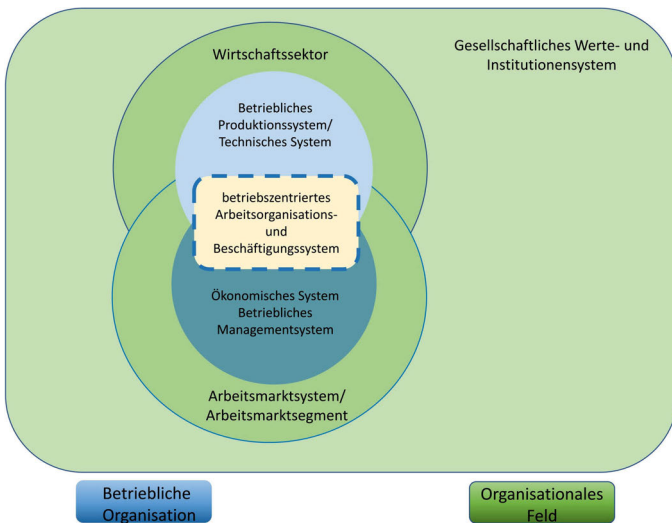 Wirtschaftssektor
Gesellschaftliches Werte- und
Institutionensystem
Betriebliches
Produktionssystem/
Technisches System
betriebszentriertes
Arbeitsorganisations-
und
Beschäftigungssystem
Ökonomisches System
Betriebliches
Managementsystem
Arbeitsmarktsystem/
Arbeitsmarktsegment
Betriebliche
Organisation
Organisationales
Feld